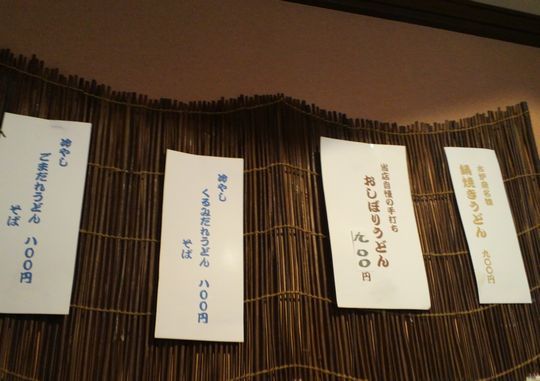 名物
鍋焼きうどん 九〇〇円
当店自慢の手打ち
おしぼりうどん
九〇〇円
冷やし
くるみだれうどん 八〇〇円
そば
冷やし
ごまだれうどん 八〇〇円
そば